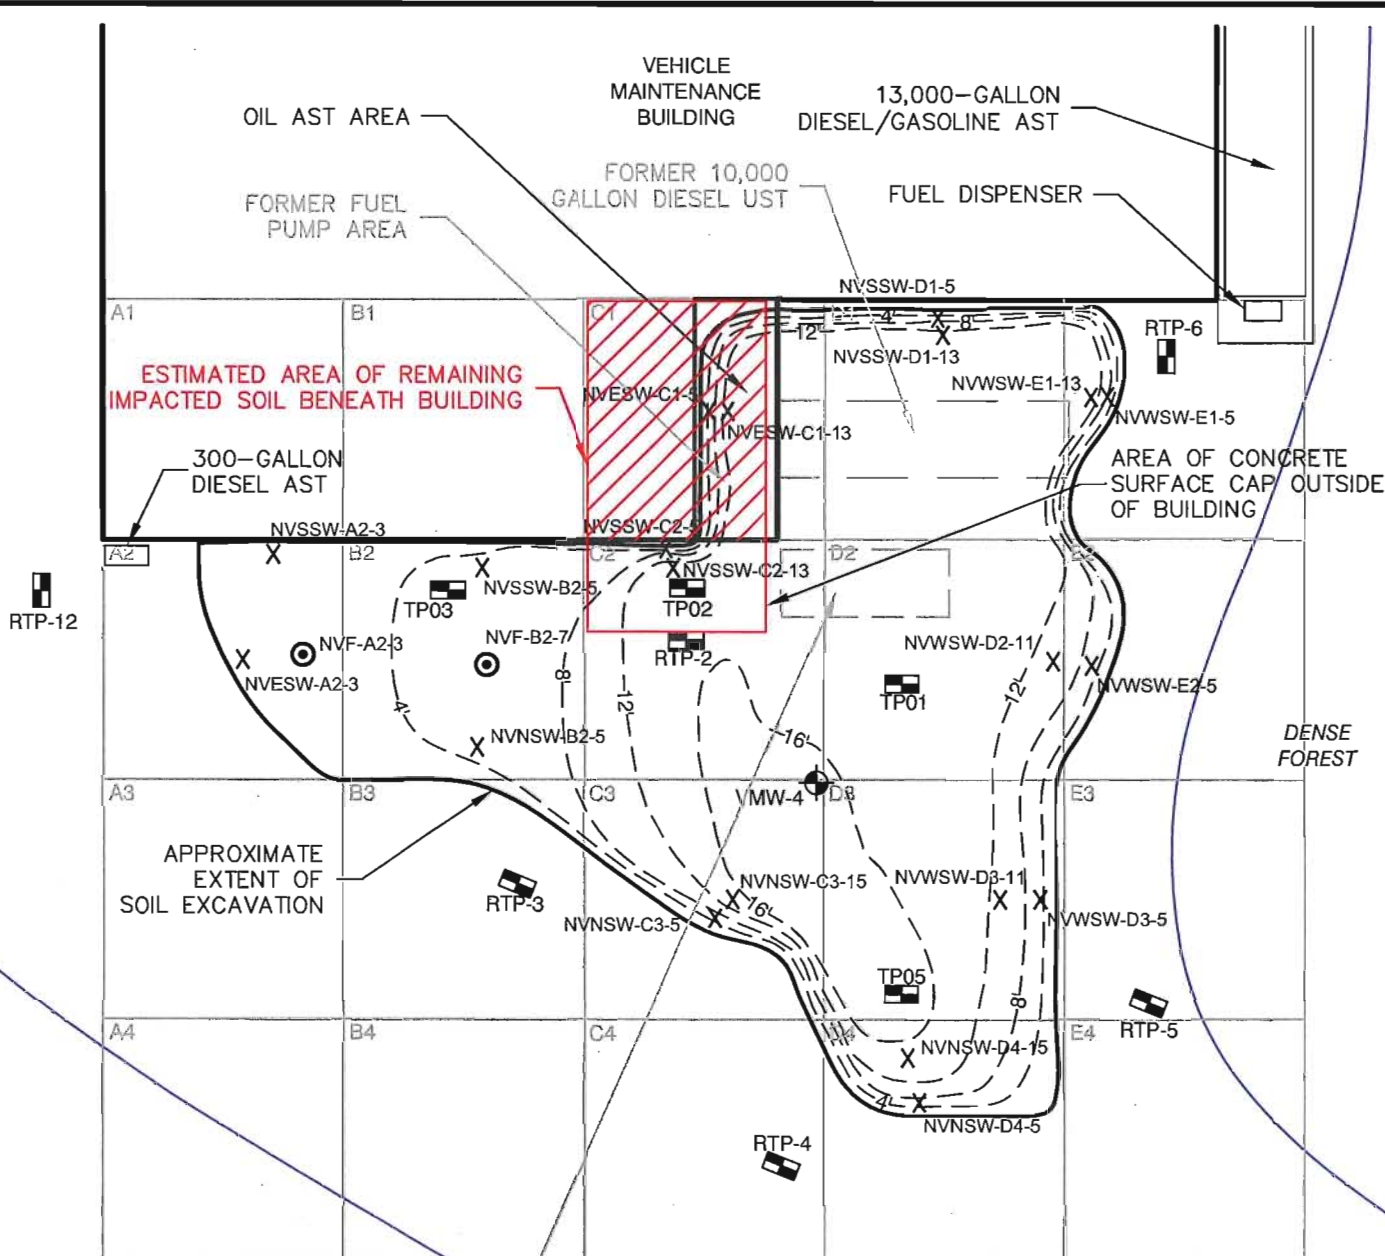 VEHICLE
MAINTENANCE
BUILDING
OIL AST AREA
13,000-GALLON
DIESEL/GASOLINE AST
FORMER 10,000
GALLON DIESEL UST
FUEL DISPENSER
FORMER FUEL
PUMP AREA
NVSSW-D1-5
A1
B1
C1
4'
8'
12'
RTP-6
NVSSW-D1-13
ESTIMATED AREA OF REMAINING
IMPACTED SOIL BENEATH BUILDING
NVESW-C1-5
NVWSW-E1-13
NVWSW-E1-5
NVESW-C1-13
300-GALLON
DIESEL AST
AREA OF CONCRETE
SURFACE CAP OUTSIDE
OF BUILDING
NVSSW-A2-3
NVSSW-C2-5
A2
B2
C2
D2
E2
NVSSW-B2-5
NVSSW-C2-13
RTP-12
TP03
TP02
NVF-A2-3
NVF-B2-7
RTP-2
NVWSW-D2-11
NVESW-A2-3
NVWSW-E2-5
4'
8'
12'
TP01
12'
NVNSW-B2-5
16'
DENSE
FOREST
A3
B3
C3
MW-4
D3
E3
APPROXIMATE
EXTENT OF
SOIL EXCAVATION
RTP-3
NVNSW-C3-15
NVWSW-D3-11
16'
NVNSW-C3-5
NVWSW-D3-5
TP05
8'
RTP-5
A4
B4
C4
D4
E4
NVNSW-D4-15
4'
NVNSW-D4-5
RTP-4